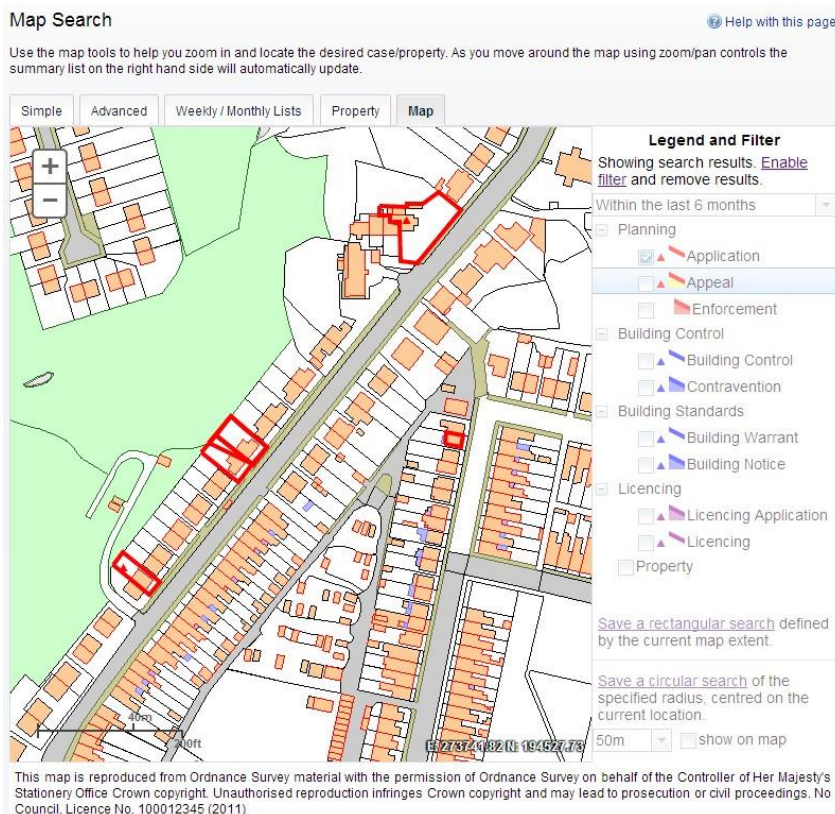 Map Search
Help with this page
Use the map tools to help you zoom in and locate the desired case/property. As you move around the map using zoom/pan controls the
summary list on the right hand side will automatically update.
Simple
Advanced
Weekly / Monthly Lists
Property
Map
+
−
40m
200ft
E: 273741.82 N: 194527.73
Legend and Filter
Showing search results. Enable
filter and remove results.
Within the last 6 months
Planning
Application
Appeal
Enforcement
Building Control
Building Control
Contravention
Building Standards
Building Warrant
Building Notice
Licencing
Licencing Application
Licencing
Property
Save a rectangular search defined
by the current map extent.
Save a circular search of the
specified radius, centred on the
current location.
50m
show on map
This map is reproduced from Ordnance Survey material with the permission of Ordnance Survey on behalf of the Controller of Her Majesty's
Stationery Office Crown copyright. Unauthorised reproduction infringes Crown copyright and may lead to prosecution or civil proceedings. No
Council. Licence No. 100012345 (2011)